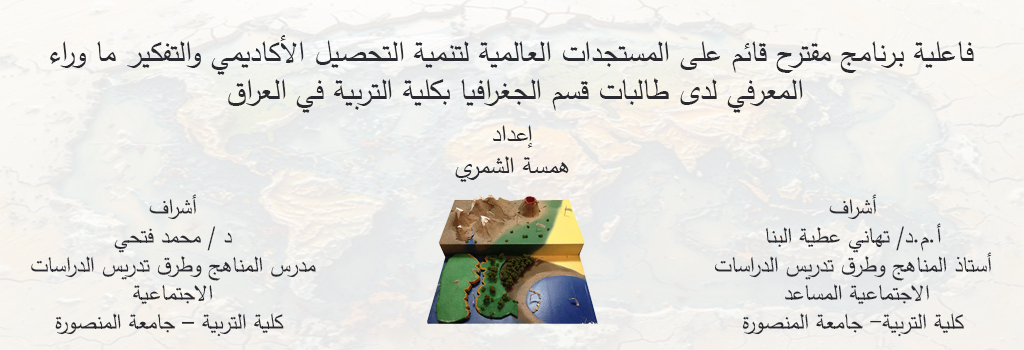 فاعلية برنامج مقترح قائم على المستجدات العالمية لتنمية التحصيل الأكاديمي والتفكير ما وراء
المعرفي لدى طالبات قسم الجغرافيا بكلية التربية في العراق
إعداد
همسة الشمري
أشراف
أ.م.د/ تهاني عطية البنا
أستاذ المناهج وطرق تدريس الدراسات
الاجتماعية المساعد
كلية التربية– جامعة المنصورة
أشراف
د / محمد فتحي
مدرس المناهج وطرق تدريس الدراسات
الاجتماعية
كلية التربية – جامعة المنصورة